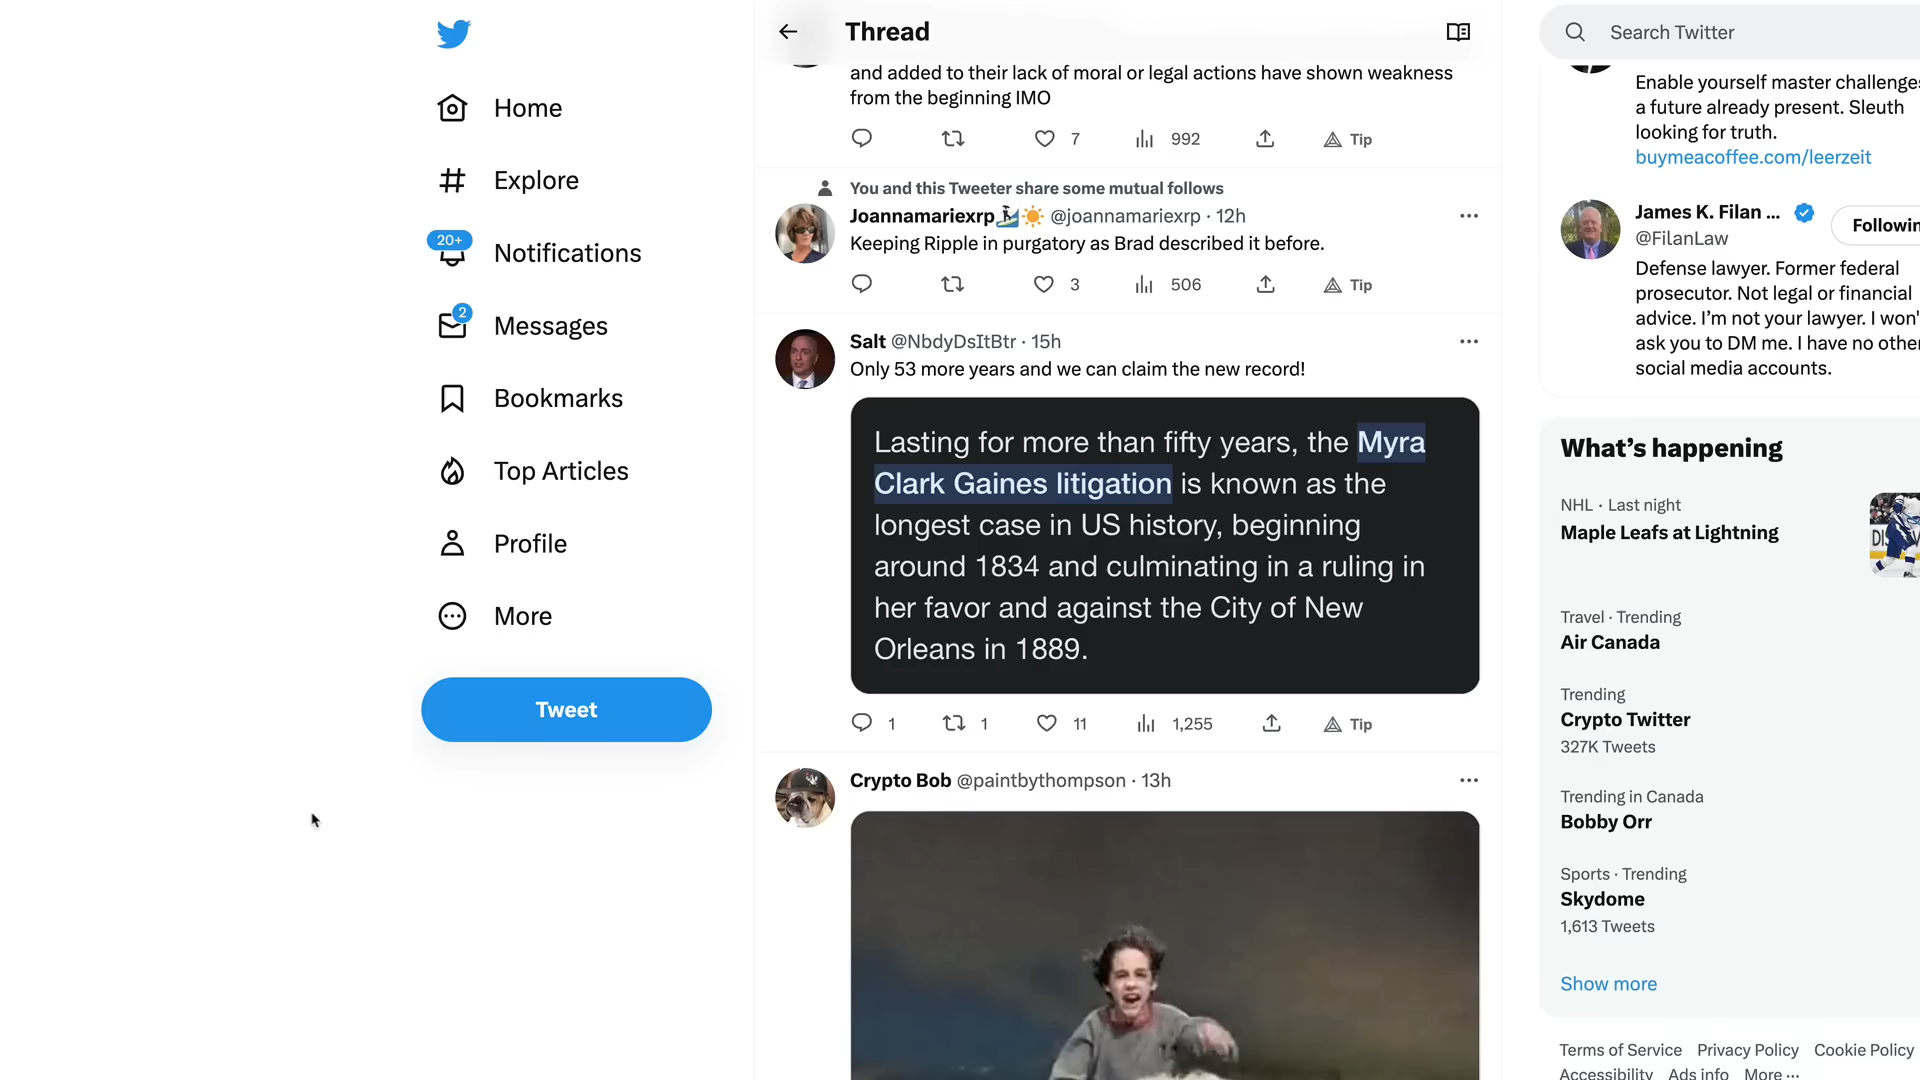 Home
Explore
20+
Notifications
2
Messages
Bookmarks
Top Articles
Profile
More
Tweet
Thread
and added to their lack of moral or legal actions have shown weakness
from the beginning IMO
7 992 Tip
You and this Tweeter share some mutual follows
Joannamariexrp @joannamariexrp · 12h
Keeping Ripple in purgatory as Brad described it before.
3 506 Tip
Salt @NbdyDsItBtr · 15h
Only 53 more years and we can claim the new record!
Lasting for more than fifty years, the Myra
Clark Gaines litigation is known as the
longest case in US history, beginning
around 1834 and culminating in a ruling in
her favor and against the City of New
Orleans in 1889.
1 1 11 1,255 Tip
Crypto Bob @paintbythompson · 13h
Search Twitter
Enable yourself master challenges
a future already present. Sleuth
looking for truth.
buymeacoffee.com/leerzeit
James K. Filan ...
Followin
@FilanLaw
Defense lawyer. Former federal
prosecutor. Not legal or financial
advice. I’m not your lawyer. I won'
ask you to DM me. I have no othe
social media accounts.
What’s happening
NHL · Last night
Maple Leafs at Lightning
Travel · Trending
Air Canada
Trending
Crypto Twitter
327K Tweets
Trending in Canada
Bobby Orr
Sports · Trending
Skydome
1,613 Tweets
Show more
Terms of Service Privacy Policy Cookie Policy
Accessibility Ads info More ...